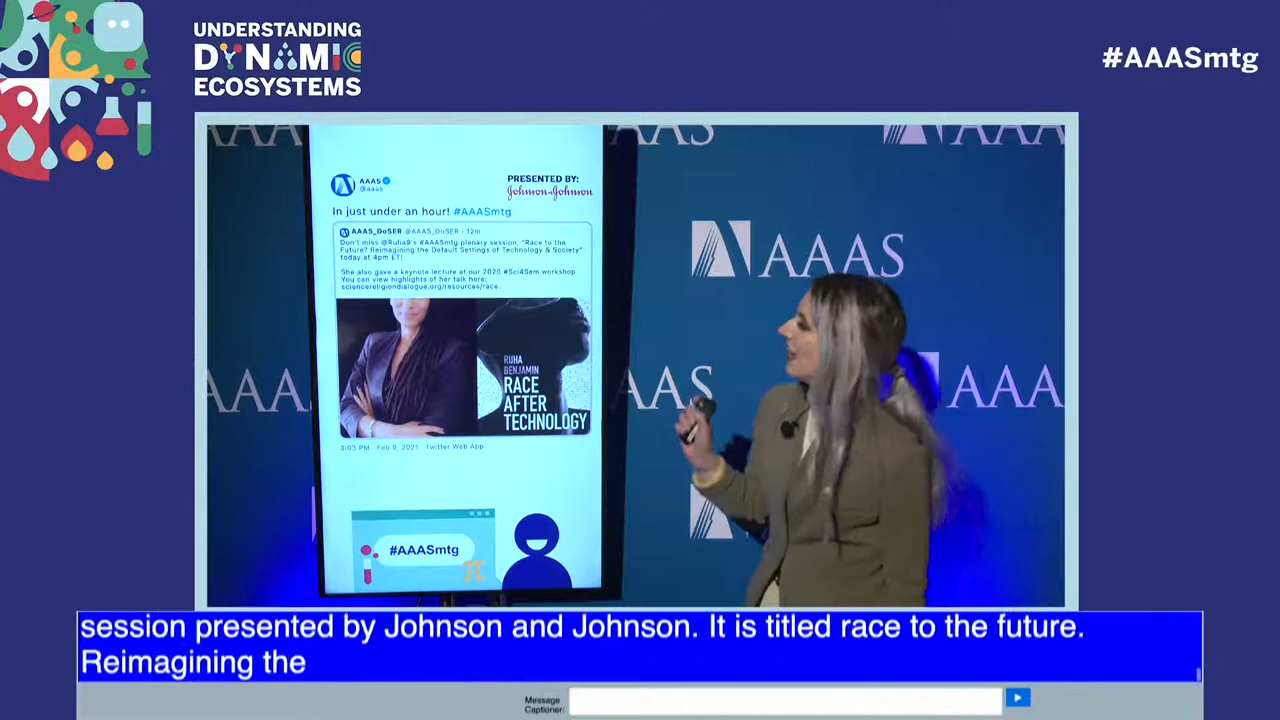 UNDERSTANDING
DYNAMIC
ECOSYSTEMS
#AAASmtg
AAAS
AAAS
AAA
AAAS
AAAS
AAA
AAAS
AAA
AAAS
@aaas
PRESENTED BY:
Johnson&Johnson
In just under an hour! #AAASmtg
AAAS_DoSER @AAAS_DoSER · 12m
Don't miss @Ruha9's #AAASmtg plenary session, "Race to the
Future? Reimagining the Default Settings of Technology & Society"
today at 4pm ET!
She also gave a keynote lecture at our 2020 #Sci4Sem workshop
You can view highlights of her talk here:
sciencereligiondialogue.org/resources/race...
RUHA
BENJAMIN
RACE
AFTER
TECHNOLOGY
3:03 PM · Feb 9, 2021 · Twitter Web App
#AAASmtg
π
session presented by Johnson and Johnson. It is titled race to the future.
Reimagining the
Message
Captioner: